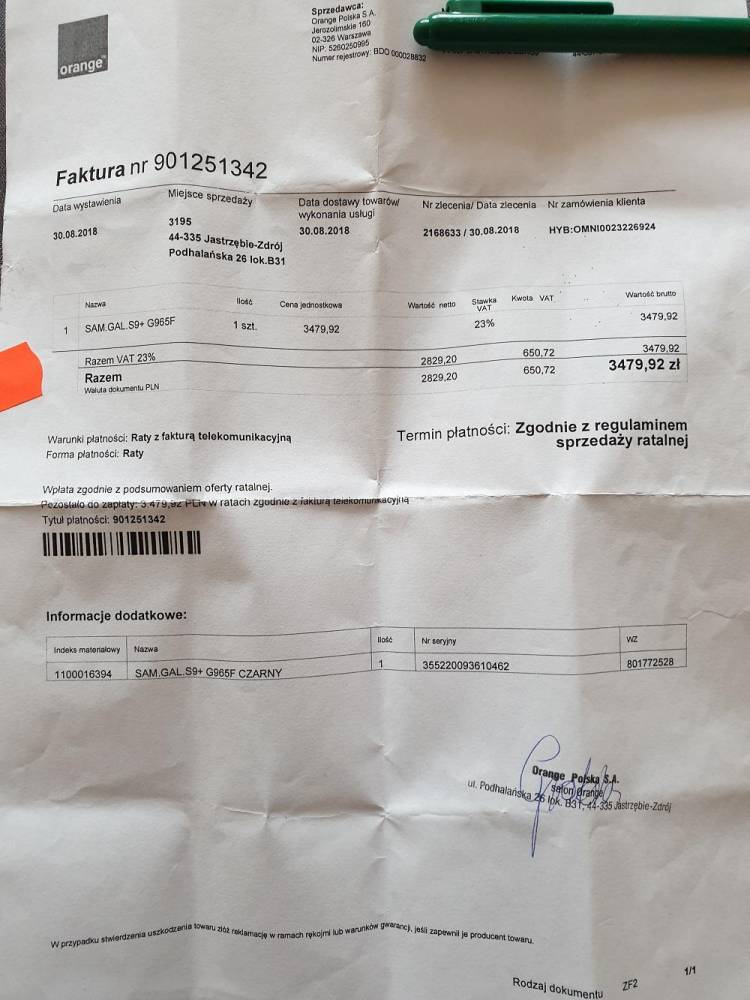 orange
Sprzedawca:
Orange Polska S.A.
Jerozolimskie 160
02-326 Warszawa
NIP: 5260250995
Numer rejestrowy: BDO 000028832
Faktura nr 901251342
Data wystawienia
30.08.2018
Miejsce sprzedaży
3195
44-335 Jastrzębie-Zdrój
Podhalańska 26 lok.B31
Data dostawy towarów/
wykonania usługi
30.08.2018
Nr zlecenia/ Data zlecenia
2168633 / 30.08.2018
Nr zamówienia klienta
HYB:OMNI0023226924
Nazwa Ilość Cena jednostkowa Wartość netto Stawka VAT Kwota VAT Wartość brutto
1 SAM.GAL.S9+ G965F 1 szt. 3479,92 23% 3479,92
Razem VAT 23% 2829,20 650,72 3479,92
Razem 2829,20 650,72 3479,92 zł
Waluta dokumentu PLN
Warunki płatności: Raty z fakturą telekomunikacyjną
Forma płatności: Raty
Termin płatności: Zgodnie z regulaminem
sprzedaży ratalnej
Wpłata zgodnie z podsumowaniem oferty ratalnej.
Pozostało do zapłaty: 3.479,92 PLN w ratach zgodnie z fakturą telekomunikacyjną
Tytuł płatności: 901251342
Informacje dodatkowe:
Indeks materiałowy Nazwa Ilość Nr seryjny WZ
1100016394 SAM.GAL.S9+ G965F CZARNY 1 355220093610462 801772528
Orange Polska S.A.
salon Orange
ul. Podhalańska 26 lok. B31, 44-335 Jastrzębie-Zdrój
W przypadku stwierdzenia uszkodzenia towaru złóż reklamację w ramach rękojmi lub warunków gwarancji, jeśli zapewnił je producent towaru.
1/1
Rodzaj dokumentu ZF2